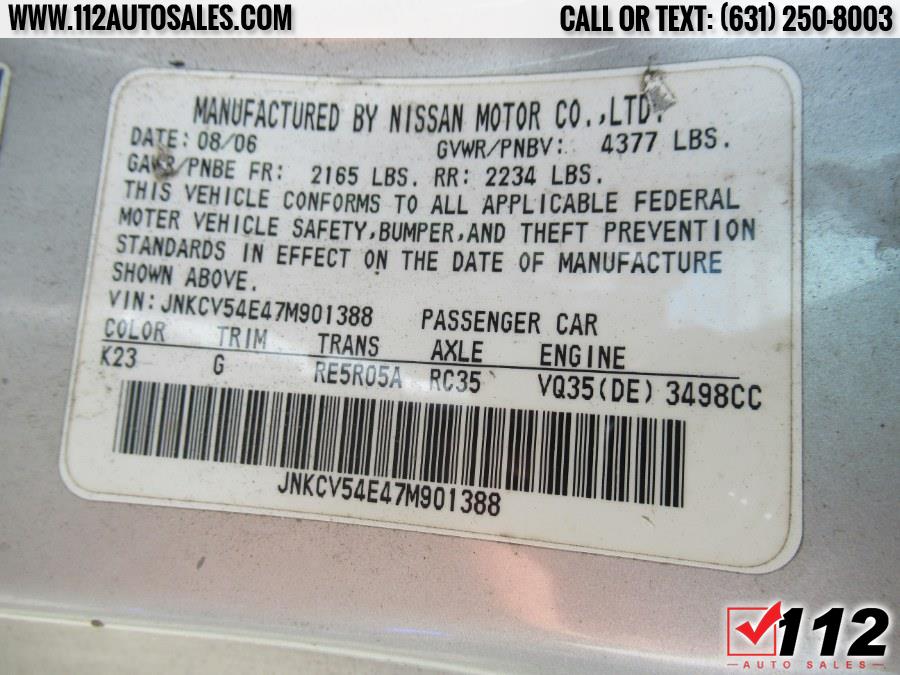 WWW.112AUTOSALES.COM CALL OR TEXT: (631) 250-8003
MANUFACTURED BY NISSAN MOTOR CO.,LTD.
DATE: 08/06 GVWR/PNBV: 4377 LBS.
GAWR/PNBE FR: 2165 LBS. RR: 2234 LBS.
THIS VEHICLE CONFORMS TO ALL APPLICABLE FEDERAL
MOTER VEHICLE SAFETY,BUMPER,AND THEFT PREVENTION
STANDARDS IN EFFECT ON THE DATE OF MANUFACTURE
SHOWN ABOVE.
VIN:JNKCV54E47M901388 PASSENGER CAR
COLOR TRIM TRANS AXLE ENGINE
K23 G RE5R05A RC35 VQ35(DE) 3498CC
JNKCV54E47M901388
112
AUTO SALES